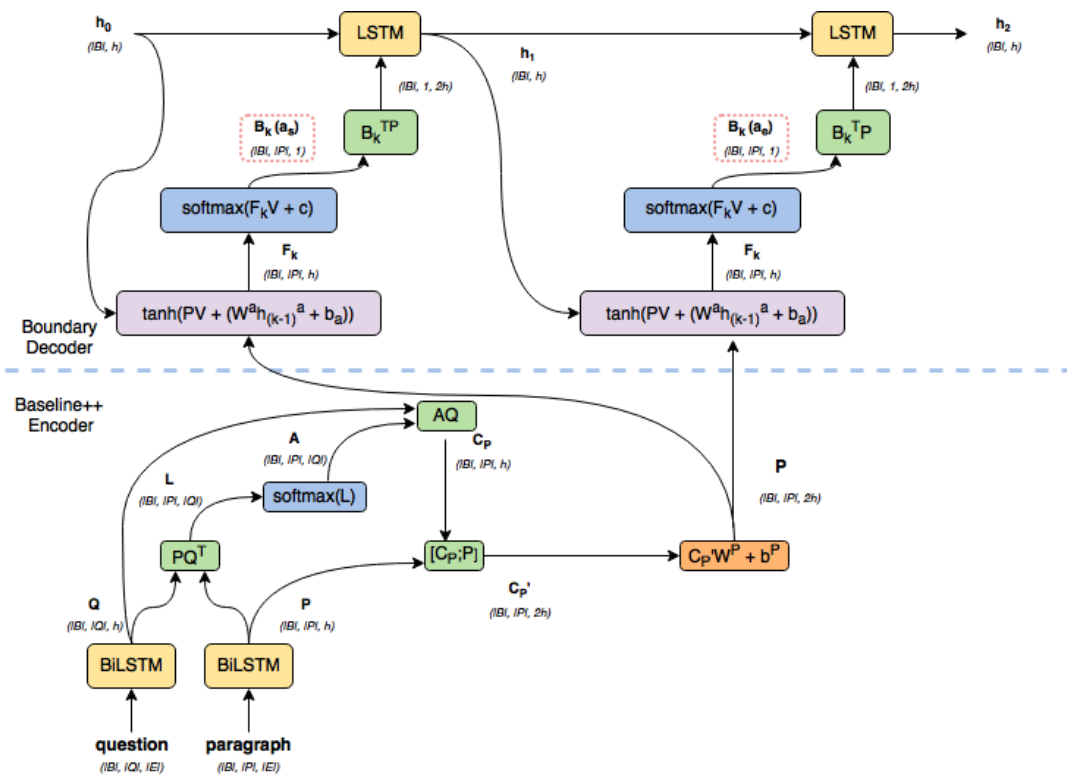 h₀
(|B|, h)
LSTM
h₁
(|B|, h)
LSTM
h₂
(|B|, h)
(|B|, 1, 2h)
(|B|, 1, 2h)
Bₖ (aₛ)
(|B|, |P|, 1)
Bₖᵀᴾ
Bₖ (aₑ)
(|B|, |P|, 1)
BₖᵀP
softmax(FₖV + c)
softmax(FₖV + c)
Fₖ
(|B|, |P|, h)
Fₖ
(|B|, |P|, h)
tanh(PV + (Wᵃh₍ₖ₋₁₎ᵃ + bₐ))
tanh(PV + (Wᵃh₍ₖ₋₁₎ᵃ + bₐ))
Boundary
Decoder
Baseline++
Encoder
AQ
A
(|B|, |P|, |Q|)
Cₚ
(|B|, |P|, h)
L
(|B|, |P|, |Q|)
softmax(L)
P
(|B|, |P|, 2h)
PQᵀ
[Cₚ;P]
Cₚ'Wᴾ + bᴾ
Cₚ'
(|B|, |P|, 2h)
Q
(|B|, |Q|, h)
P
(|B|, |P|, h)
BiLSTM
BiLSTM
question
(|B|, |Q|, |E|)
paragraph
(|B|, |P|, |E|)